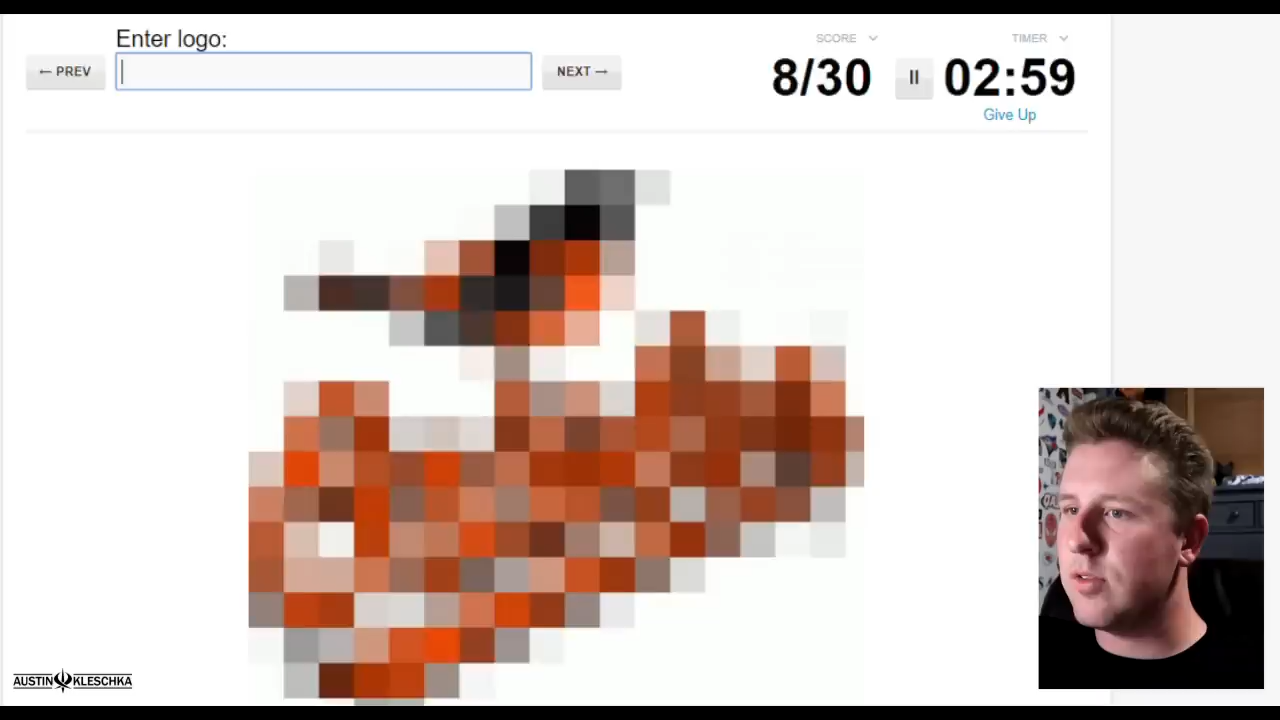 Enter logo:
← PREV
NEXT →
SCORE
8/30
TIMER
02:59
Give Up
AUSTIN KLESCHKA